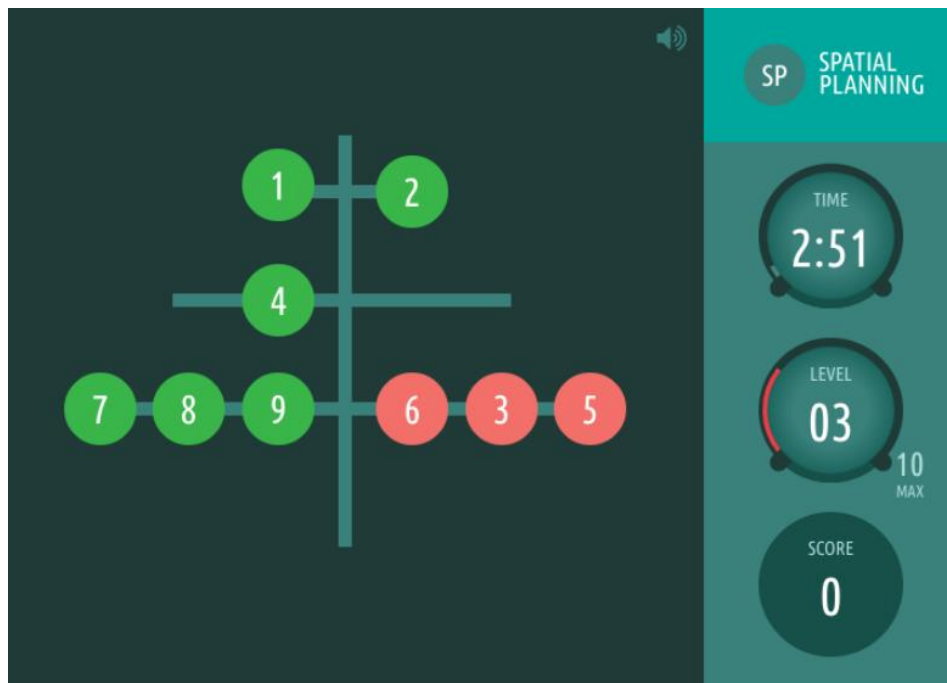 SP
SPATIAL
PLANNING
1 2
4
7 8 9 6 3 5
TIME
2:51
LEVEL
03
10
MAX
SCORE
0